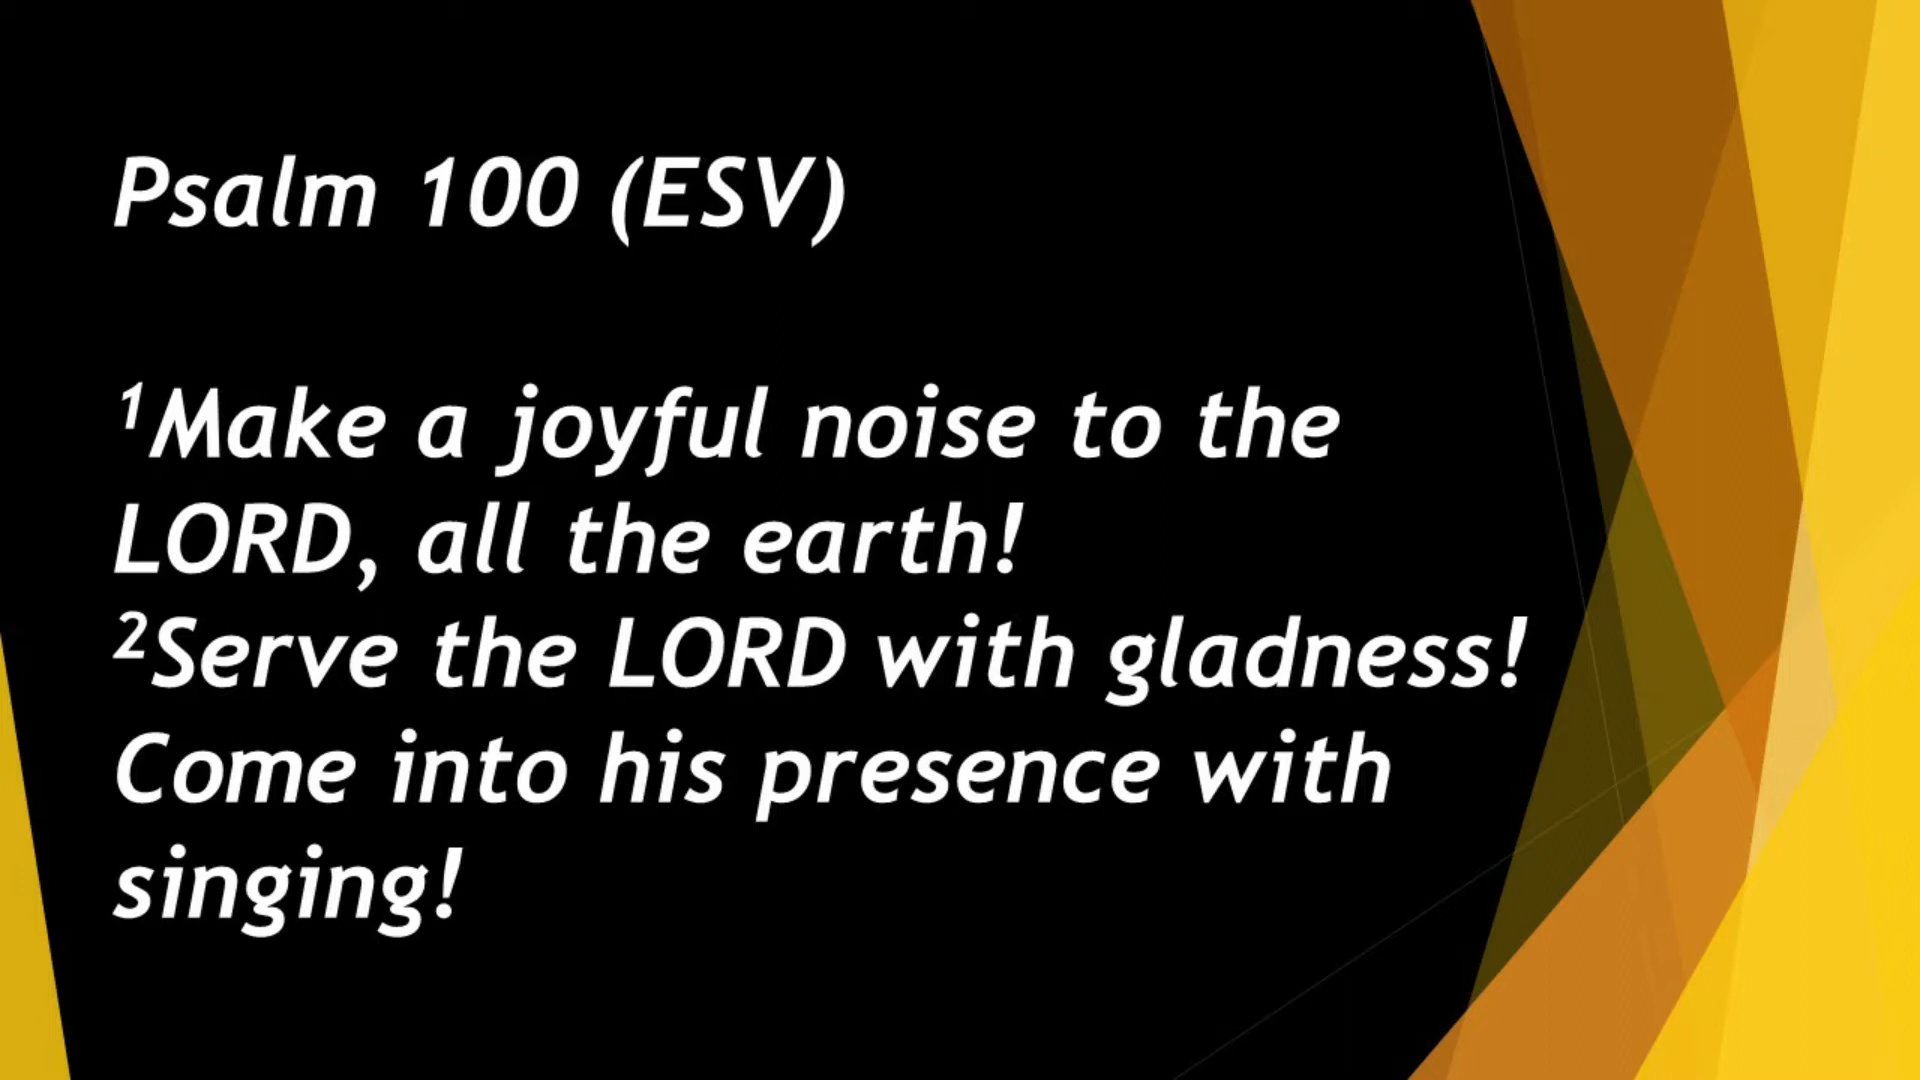 Psalm 100 (ESV)
¹Make a joyful noise to the
LORD, all the earth!
²Serve the LORD with gladness!
Come into his presence with
singing!